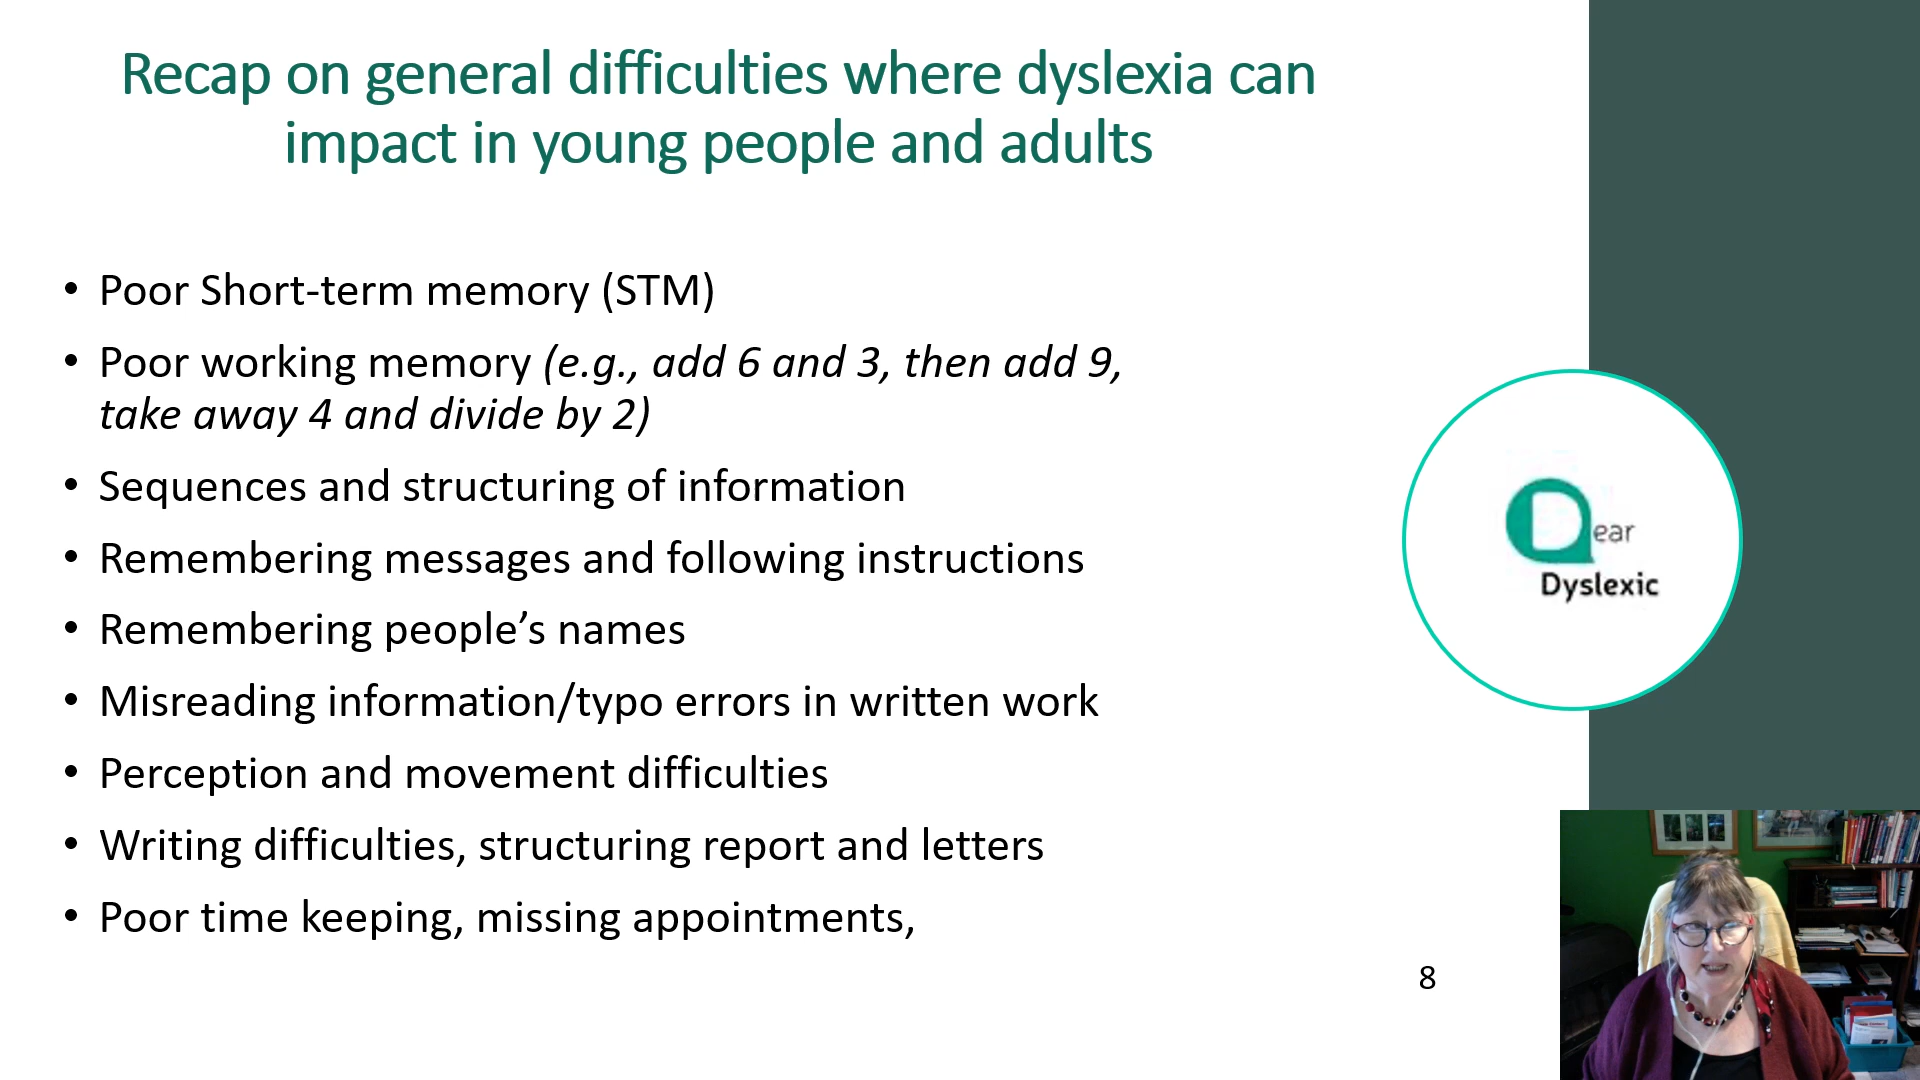 Recap on general difficulties where dyslexia can
impact in young people and adults
• Poor Short-term memory (STM)
• Poor working memory (e.g., add 6 and 3, then add 9,
take away 4 and divide by 2)
• Sequences and structuring of information
• Remembering messages and following instructions
• Remembering people’s names
• Misreading information/typo errors in written work
• Perception and movement difficulties
• Writing difficulties, structuring report and letters
• Poor time keeping, missing appointments,
Dear
Dyslexic
8